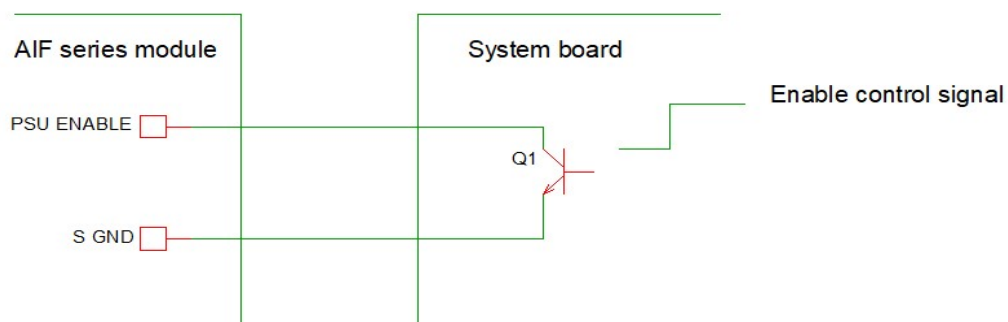 AIF series module
System board
Enable control signal
PSU ENABLE
Q1
S GND